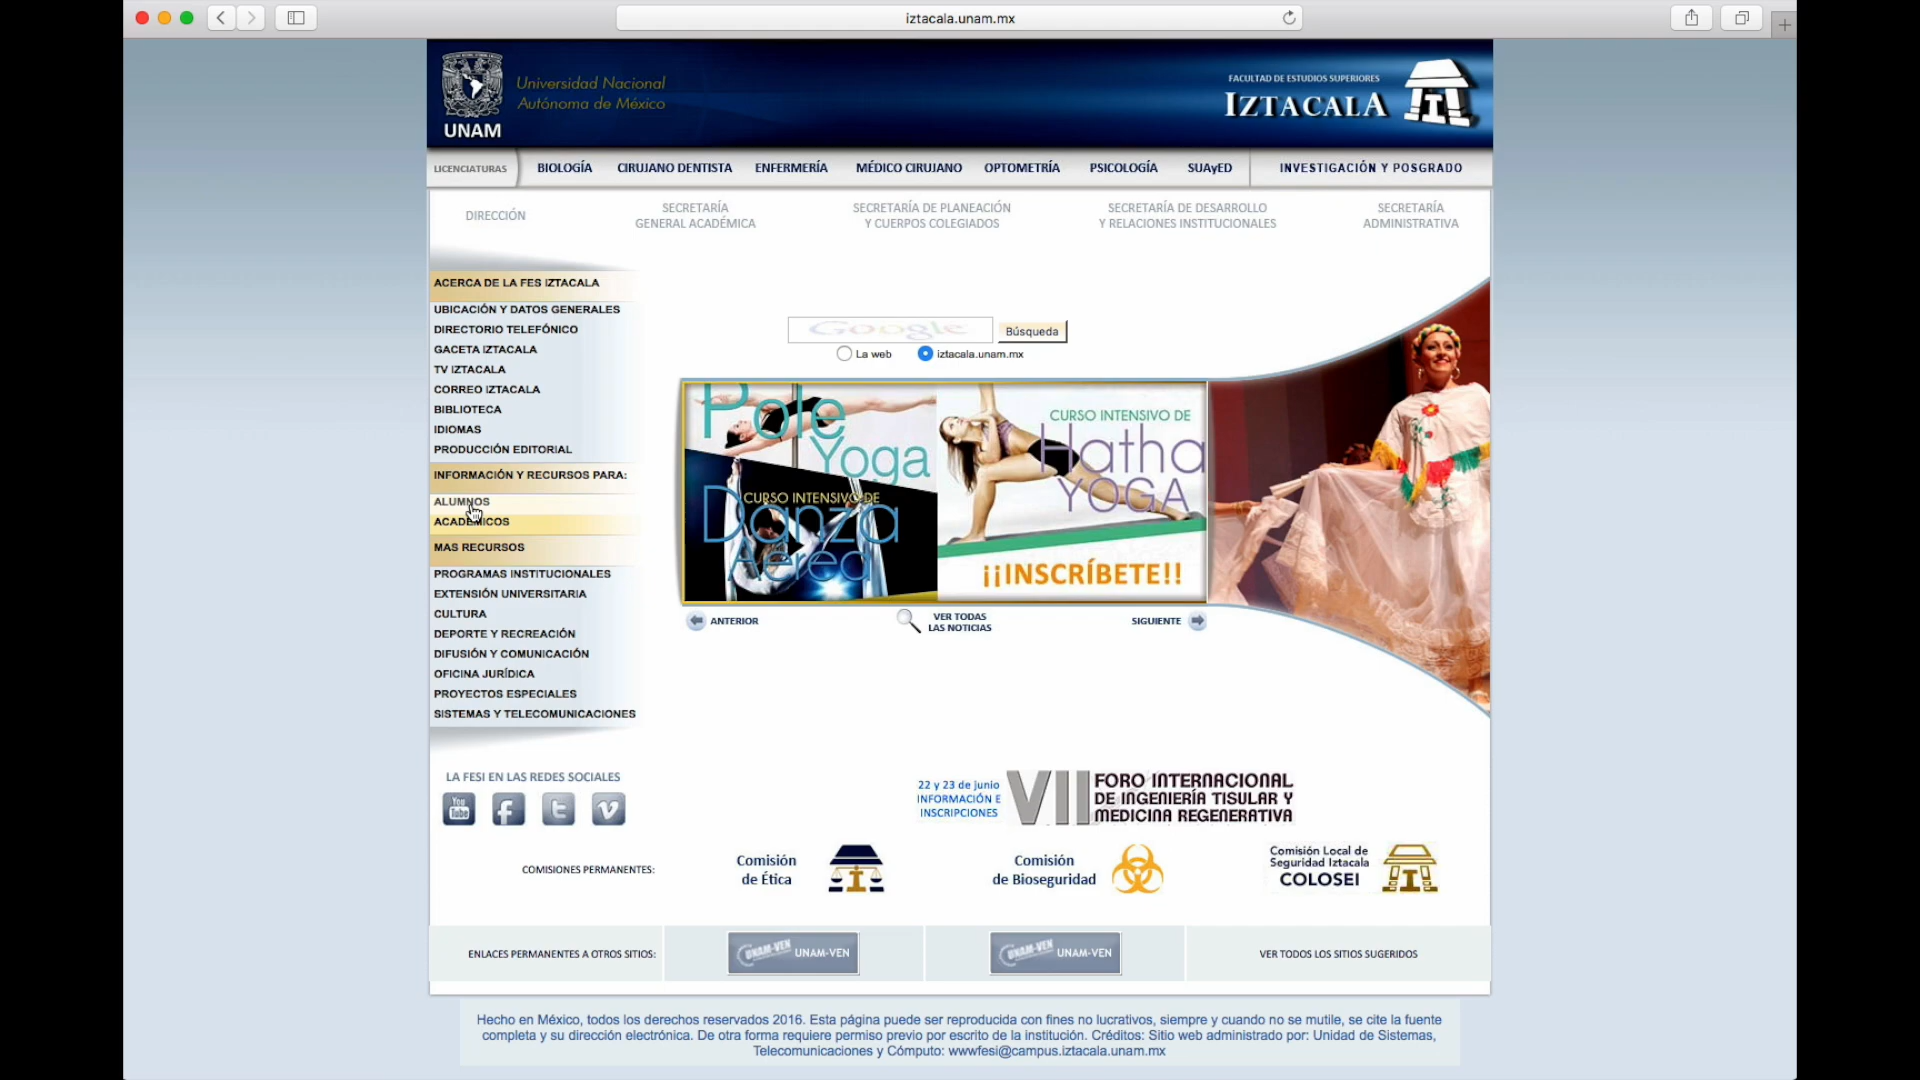 iztacala.unam.mx
Universidad Nacional
Autónoma de México
UNAM
FACULTAD DE ESTUDIOS SUPERIORES
IZTACALA
LICENCIATURAS
BIOLOGÍA
CIRUJANO DENTISTA
ENFERMERÍA
MÉDICO CIRUJANO
OPTOMETRÍA
PSICOLOGÍA
SUAyED
INVESTIGACIÓN Y POSGRADO
DIRECCIÓN
SECRETARÍA
GENERAL ACADÉMICA
SECRETARÍA DE PLANEACIÓN
Y CUERPOS COLEGIADOS
SECRETARÍA DE DESARROLLO
Y RELACIONES INSTITUCIONALES
SECRETARÍA
ADMINISTRATIVA
ACERCA DE LA FES IZTACALA
UBICACIÓN Y DATOS GENERALES
DIRECTORIO TELEFÓNICO
GACETA IZTACALA
TV IZTACALA
CORREO IZTACALA
BIBLIOTECA
IDIOMAS
PRODUCCIÓN EDITORIAL
INFORMACIÓN Y RECURSOS PARA:
ALUMNOS
ACADÉMICOS
MAS RECURSOS
PROGRAMAS INSTITUCIONALES
EXTENSIÓN UNIVERSITARIA
CULTURA
DEPORTE Y RECREACIÓN
DIFUSIÓN Y COMUNICACIÓN
OFICINA JURÍDICA
PROYECTOS ESPECIALES
SISTEMAS Y TELECOMUNICACIONES
Google
Búsqueda
La web
iztacala.unam.mx
Pole
Yoga
CURSO INTENSIVO DE
Danza
Aerea
CURSO INTENSIVO DE
Hatha
YOGA
¡¡INSCRÍBETE!!
ANTERIOR
VER TODAS
LAS NOTICIAS
SIGUIENTE
LA FESI EN LAS REDES SOCIALES
You
Tube
22 y 23 de junio
INFORMACIÓN E
INSCRIPCIONES
VII
FORO INTERNACIONAL
DE INGENIERÍA TISULAR Y
MEDICINA REGENERATIVA
COMISIONES PERMANENTES:
Comisión
de Ética
Comisión
de Bioseguridad
Comisión Local de
Seguridad Iztacala
COLOSEI
ENLACES PERMANENTES A OTROS SITIOS:
UNAM-VEN UNAM-VEN
UNAM-VEN UNAM-VEN
VER TODOS LOS SITIOS SUGERIDOS
Hecho en México, todos los derechos reservados 2016. Esta página puede ser reproducida con fines no lucrativos, siempre y cuando no se mutile, se cite la fuente
completa y su dirección electrónica. De otra forma requiere permiso previo por escrito de la institución. Créditos: Sitio web administrado por: Unidad de Sistemas,
Telecomunicaciones y Cómputo: wwwfesi@campus.iztacala.unam.mx